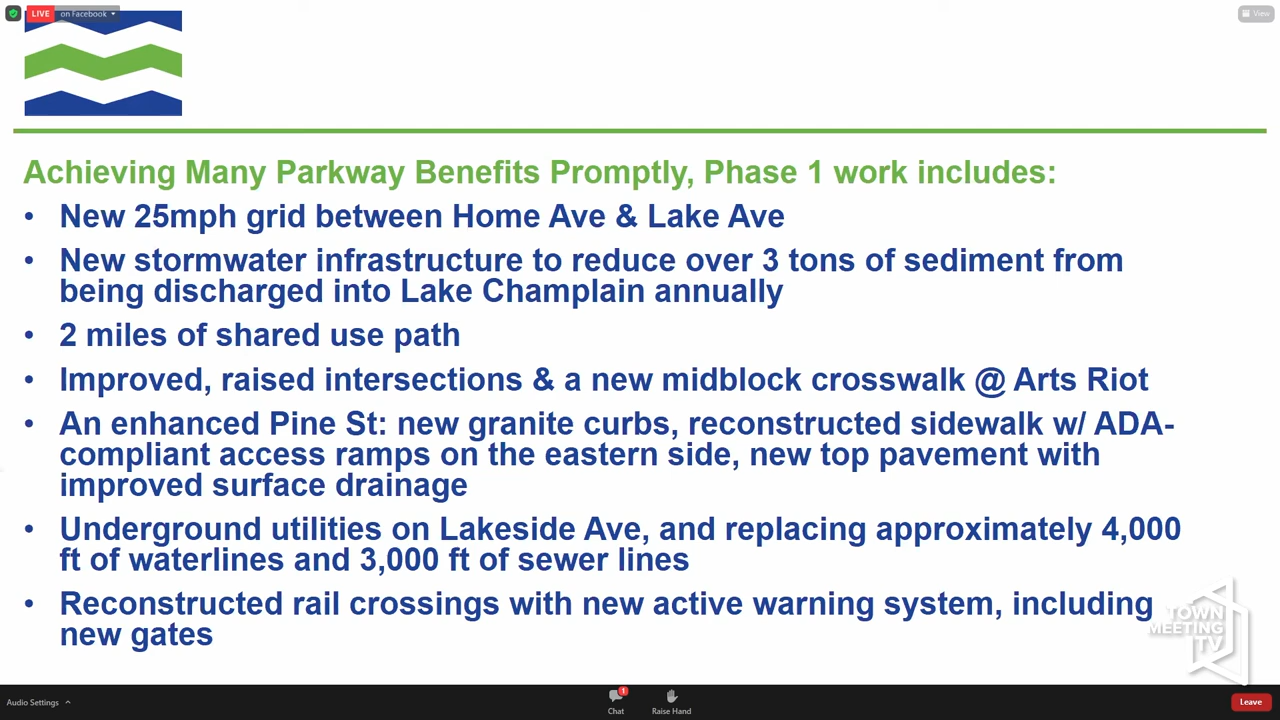 LIVE on Facebook
View
Achieving Many Parkway Benefits Promptly, Phase 1 work includes:
• New 25mph grid between Home Ave & Lake Ave
• New stormwater infrastructure to reduce over 3 tons of sediment from
being discharged into Lake Champlain annually
• 2 miles of shared use path
• Improved, raised intersections & a new midblock crosswalk @ Arts Riot
• An enhanced Pine St: new granite curbs, reconstructed sidewalk w/ ADA-
compliant access ramps on the eastern side, new top pavement with
improved surface drainage
• Underground utilities on Lakeside Ave, and replacing approximately 4,000
ft of waterlines and 3,000 ft of sewer lines
• Reconstructed rail crossings with new active warning system, including
new gates
TOWN
MEETING
TV
Audio Settings
1
Chat
Raise Hand
Leave